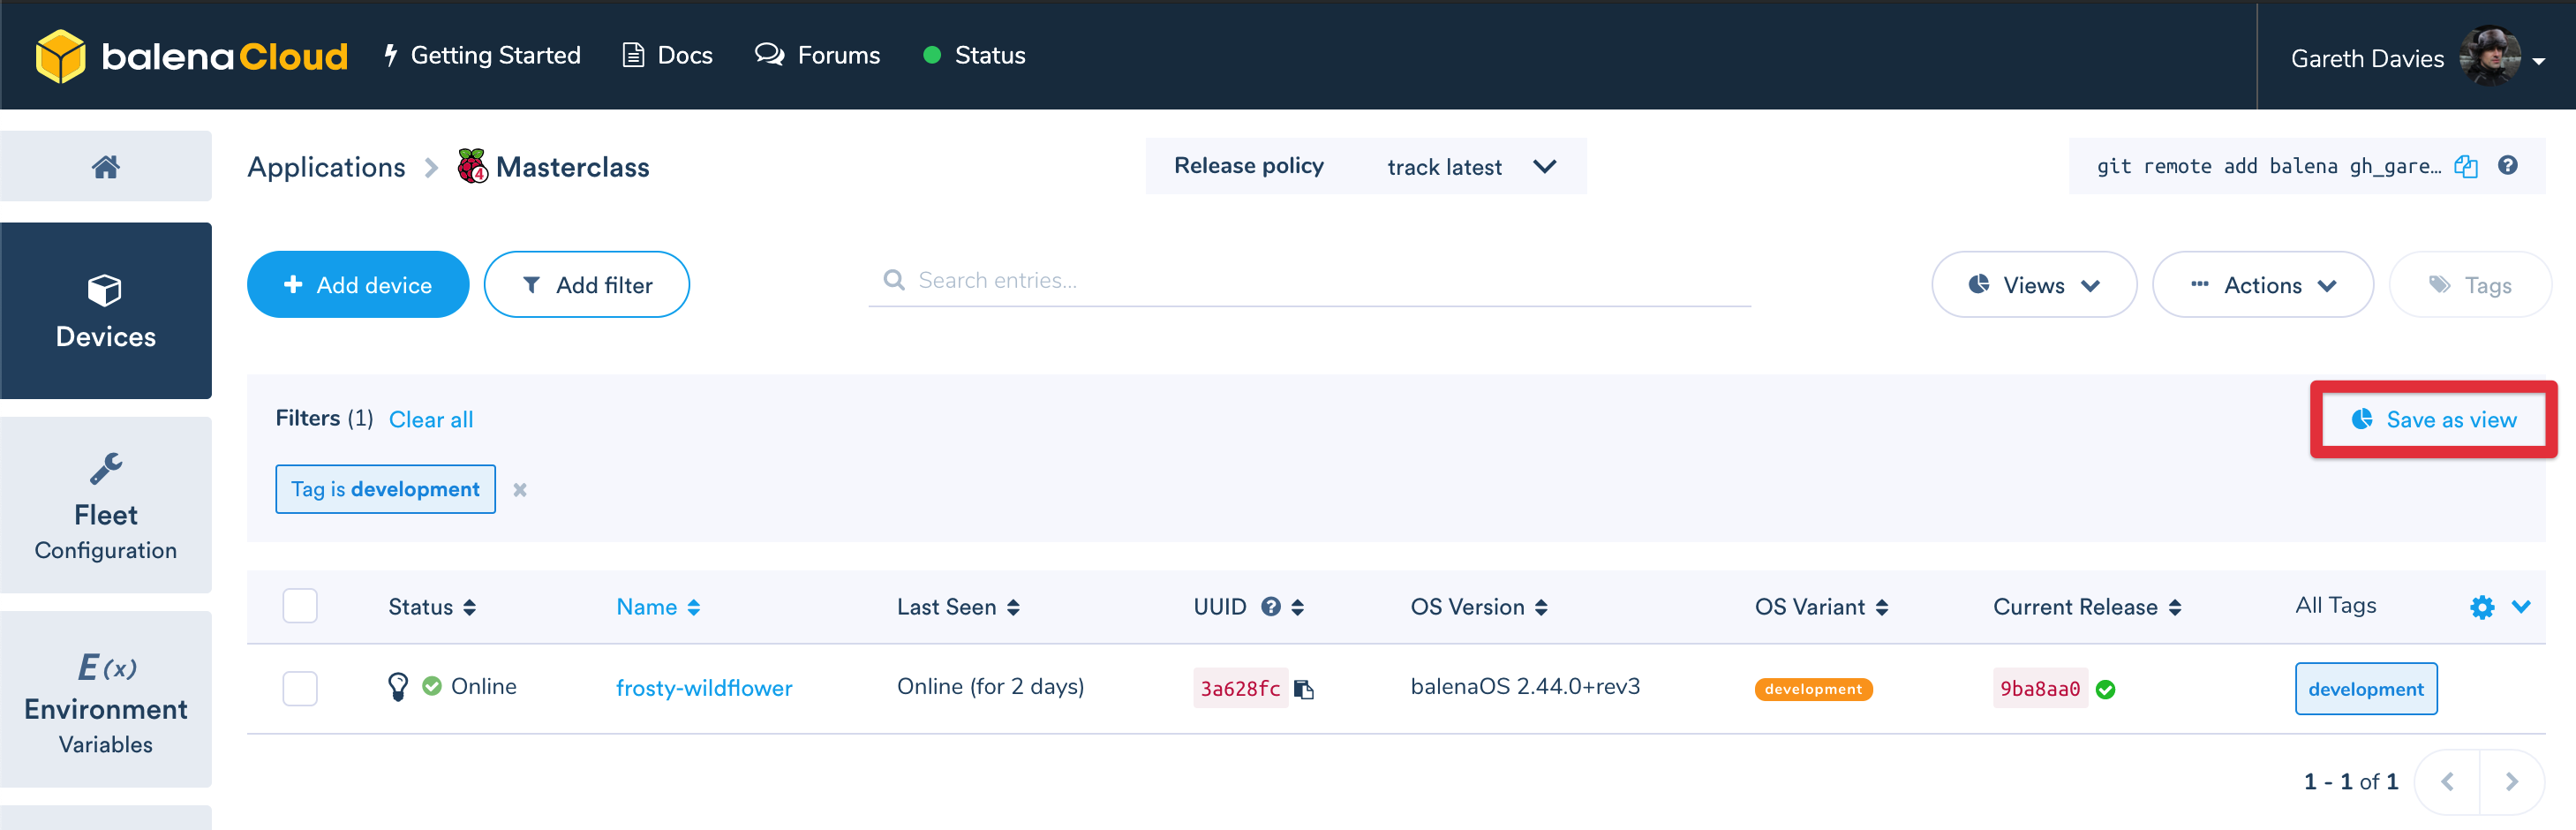 balenaCloud Getting Started Docs Forums Status Gareth Davies
Applications Masterclass Release policy track latest git remote add balena gh_gare…
Devices
Add device Add filter Search entries... Views Actions Tags
Filters (1) Clear all Save as view
Tag is development
Fleet
Configuration
Status Name Last Seen UUID OS Version OS Variant Current Release All Tags
E(x)
Environment
Variables
Online frosty-wildflower Online (for 2 days) 3a628fc balenaOS 2.44.0+rev3 development 9ba8aa0 development
1 - 1 of 1